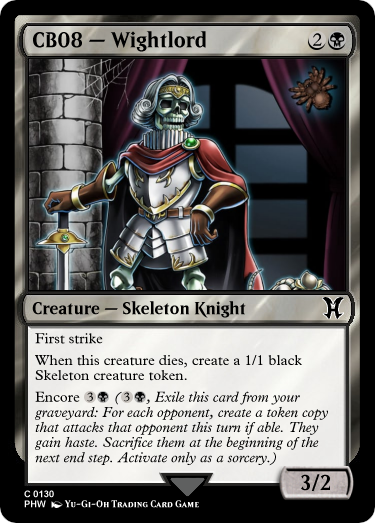 CB08 — Wightlord 2
Creature — Skeleton Knight
First strike
When this creature dies, create a 1/1 black
Skeleton creature token.
Encore 3 (3, Exile this card from your
graveyard: For each opponent, create a token copy
that attacks that opponent this turn if able. They
gain haste. Sacrifice them at the beginning of the
next end step. Activate only as a sorcery.)
3/2
C 0130
PHW Yu-Gi-Oh Trading Card Game